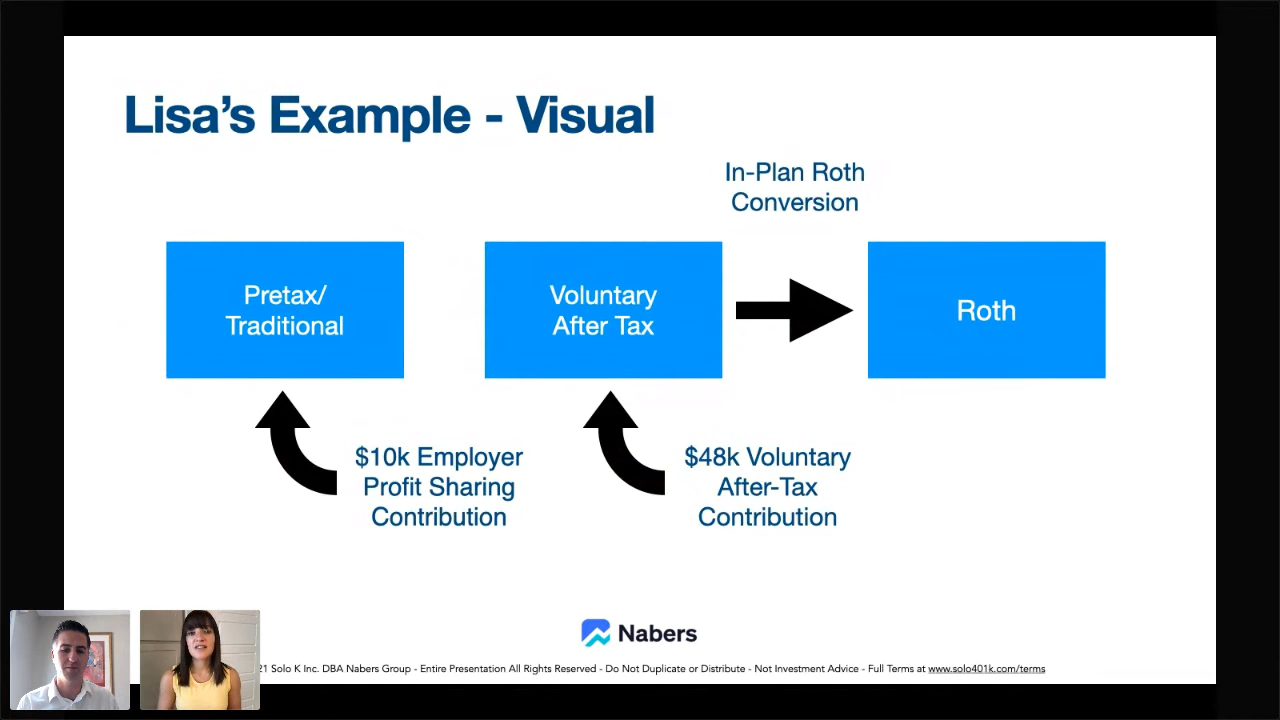 Lisa's Example - Visual
In-Plan Roth
Conversion
Pretax/
Traditional
Voluntary
After Tax
Roth
$10k Employer
Profit Sharing
Contribution
$48k Voluntary
After-Tax
Contribution
Nabers
21 Solo K Inc. DBA Nabers Group - Entire Presentation All Rights Reserved - Do Not Duplicate or Distribute - Not Investment Advice - Full Terms at www.solo401k.com/terms